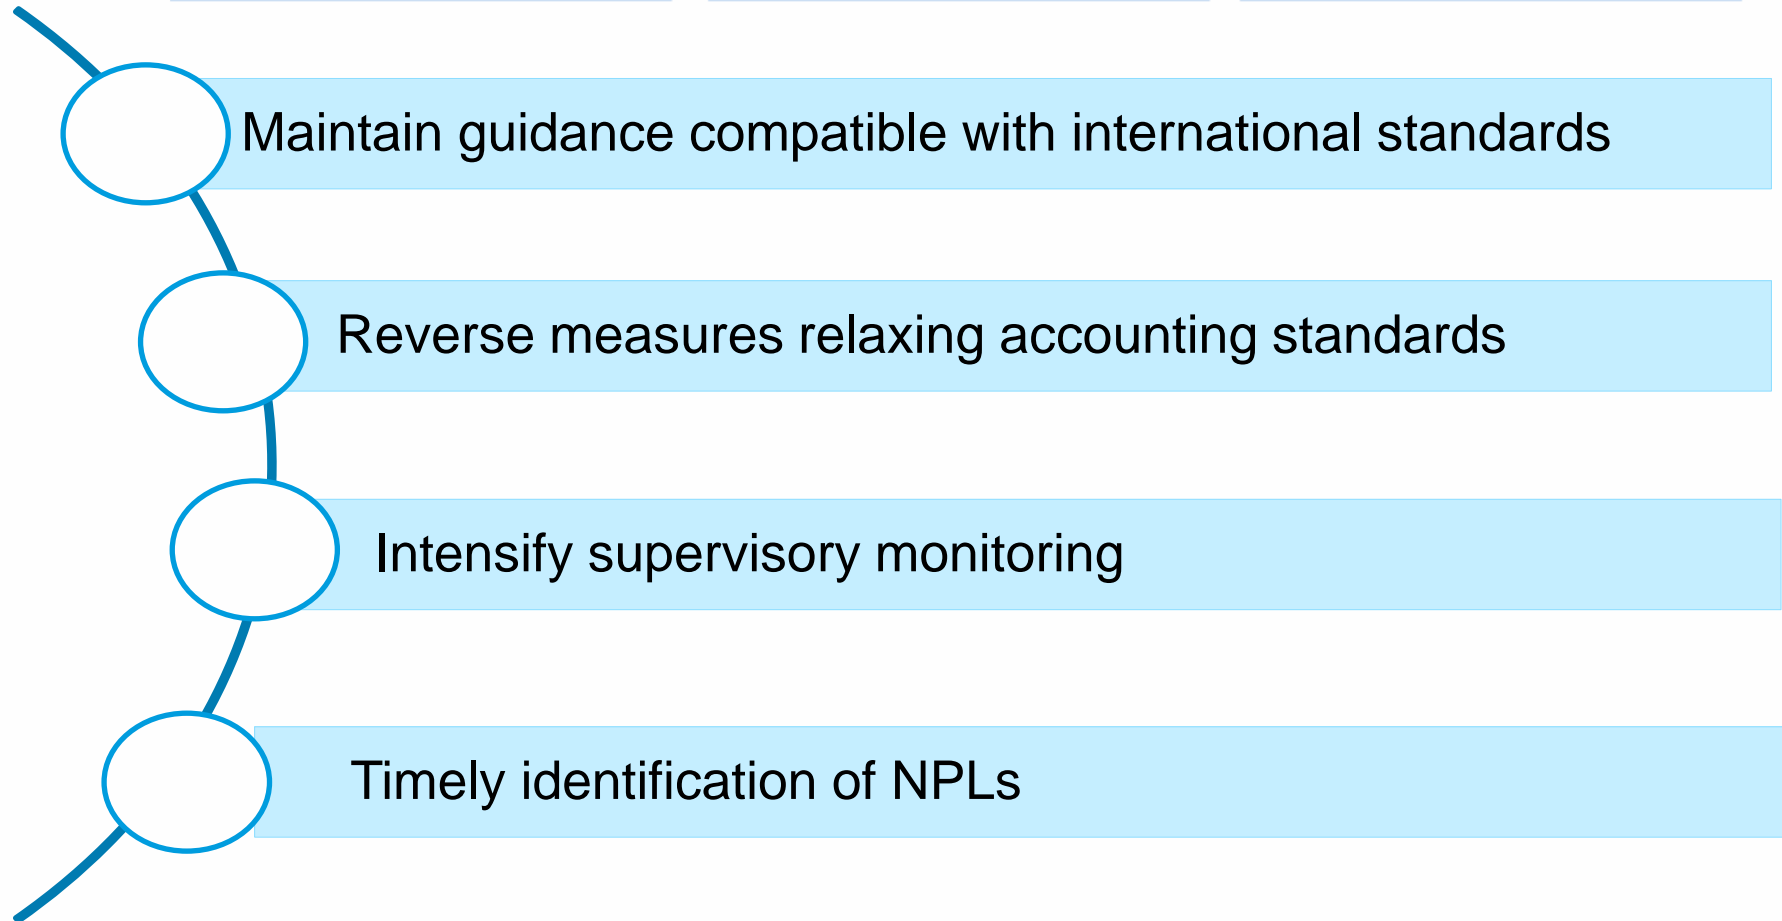 Maintain guidance compatible with international standards
Reverse measures relaxing accounting standards
Intensify supervisory monitoring
Timely identification of NPLs